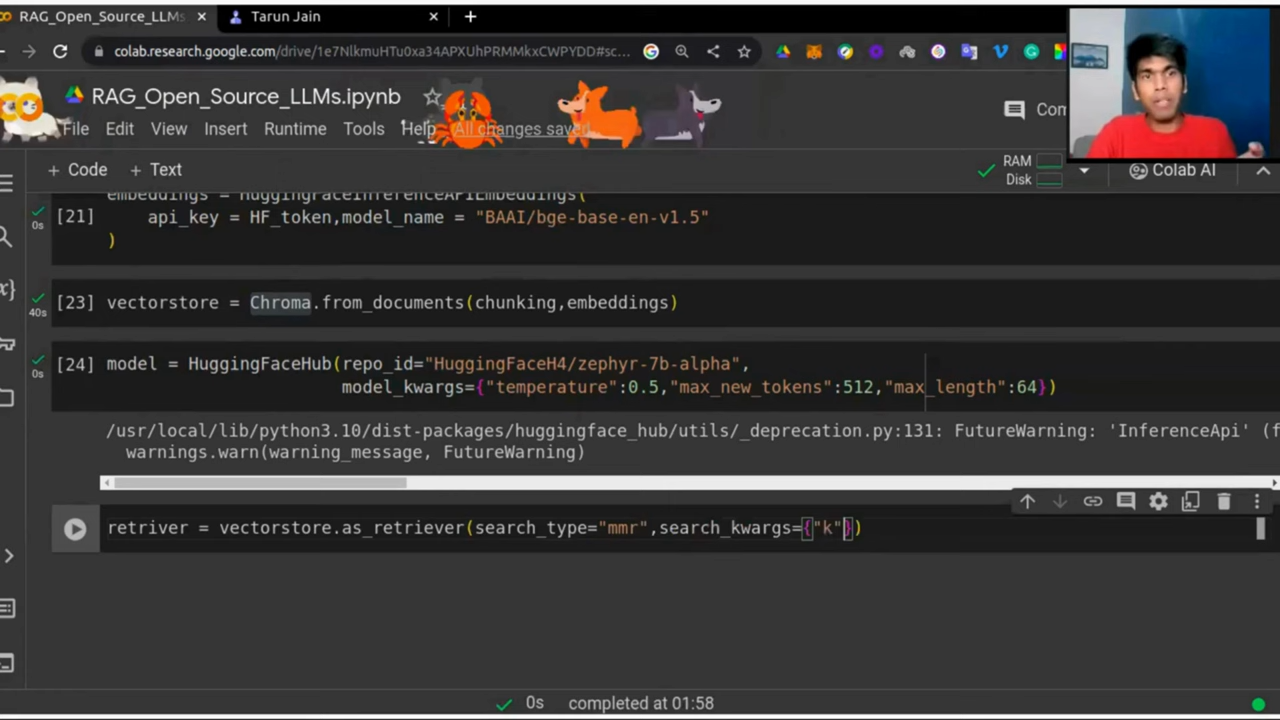 RAG_Open_Source_LLMs
Tarun Jain
colab.research.google.com/drive/1e7NlkmuHTu0xa34APXUhPRMMkxCWPYDD#sc...
RAG_Open_Source_LLMs.ipynb
File Edit View Insert Runtime Tools Help All changes saved
+ Code + Text
RAM
Disk
Colab AI
embeddings = HuggingFaceInferenceAPIEmbeddings(
[21] api_key = HF_token,model_name = "BAAI/bge-base-en-v1.5"
0s
)
[23] vectorstore = Chroma.from_documents(chunking,embeddings)
40s
[24] model = HuggingFaceHub(repo_id="HuggingFaceH4/zephyr-7b-alpha",
0s
model_kwargs={"temperature":0.5,"max_new_tokens":512,"max_length":64})
/usr/local/lib/python3.10/dist-packages/huggingface_hub/utils/_deprecation.py:131: FutureWarning: 'InferenceApi' (f
warnings.warn(warning_message, FutureWarning)
retriver = vectorstore.as_retriever(search_type="mmr",search_kwargs={"k"})
0s completed at 01:58